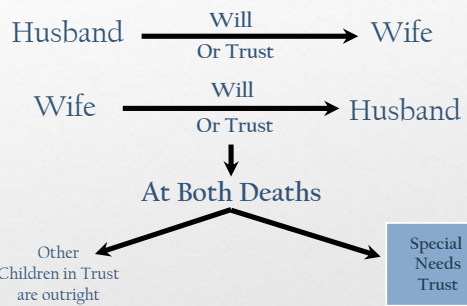 Husband Will Wife
Or Trust
Wife Will Husband
Or Trust
At Both Deaths
Other
Children in Trust
are outright
Special
Needs
Trust